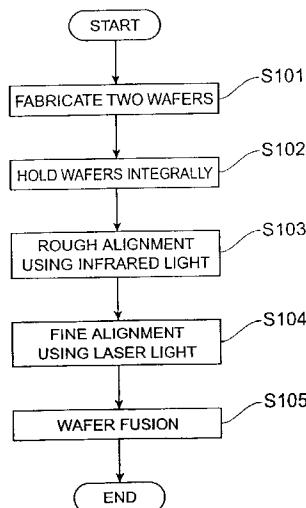 START
S101
FABRICATE TWO WAFERS
S102
HOLD WAFERS INTEGRALLY
S103
ROUGH ALIGNMENT
USING INFRARED LIGHT
S104
FINE ALIGNMENT
USING LASER LIGHT
S105
WAFER FUSION
END